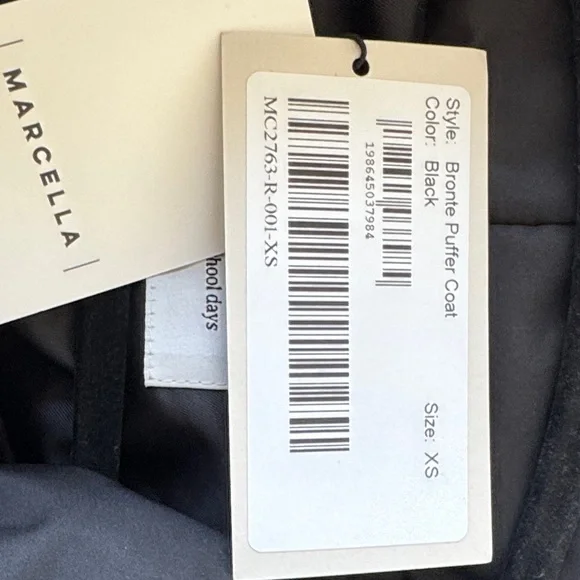 | MARCELLA |
Style: Bronte Puffer Coat
Color: Black
Size: XS
198645037984
MC2763-R-001-XS
hool days